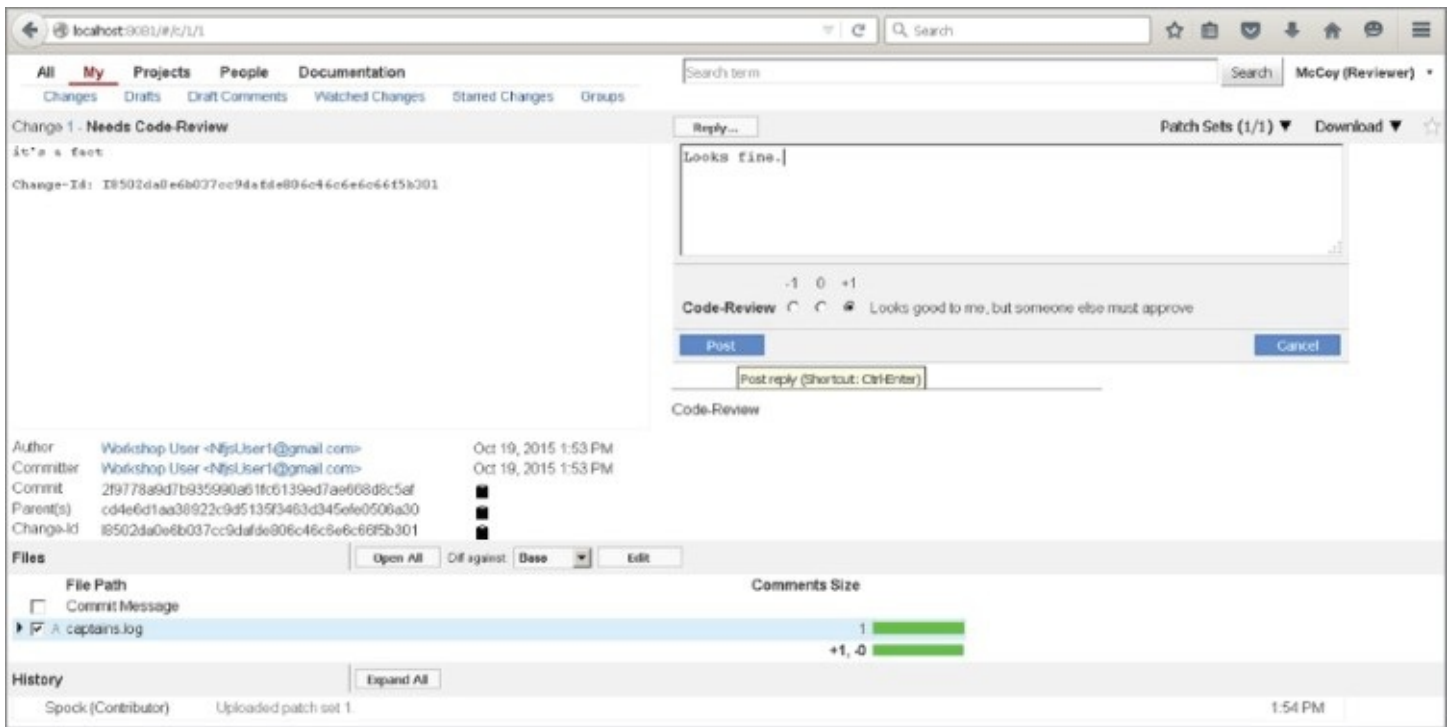 localhost:8081/#/c/1/1
Search
All My Projects People Documentation
Search term
Search
McCoy (Reviewer)
Changes Drafts Draft Comments Watched Changes Starred Changes Groups
Change 1 - Needs Code-Review
Reply...
Patch Sets (1/1) ▼ Download ▼
it's a fact
Change-Id: I8502da0e6b037cc9dafde806c46c6e6c66f5b301
Looks fine.
-1 0 +1
Code-Review Looks good to me, but someone else must approve
Post Cancel
Post reply (Shortcut: Ctrl-Enter)
Code-Review
Author Workshop User <NfjsUser1@gmail.com> Oct 19, 2015 1:53 PM
Committer Workshop User <NfjsUser1@gmail.com> Oct 19, 2015 1:53 PM
Commit 2f9778a9d7b935990a61fc6139ed7ae668d8c5af
Parent(s) cd4e6d1aa38922c9d5135f3463d345efe0506a30
Change-Id I8502da0e6b037cc9dafde806c46c6e6c66f5b301
Files Open All Diff against: Base Edit
File Path Comments Size
Commit Message
A captains.log 1
+1, -0
History Expand All
Spock (Contributor) Uploaded patch set 1. 1:54 PM